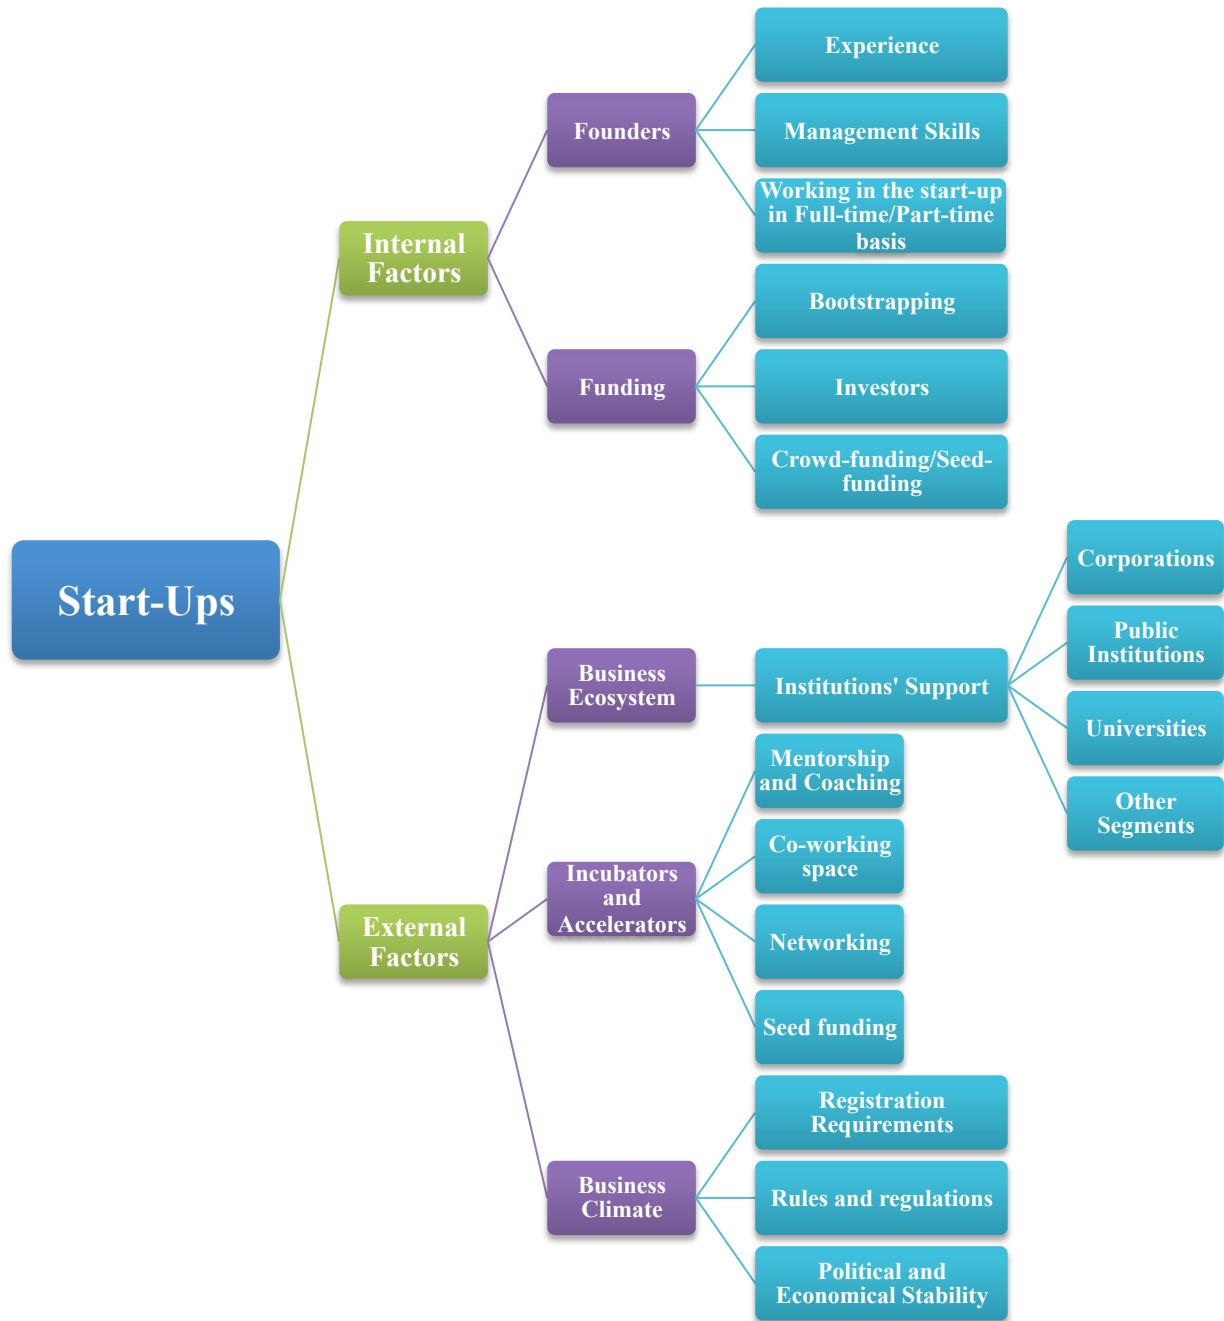 Start-Ups
Internal
Factors
Founders
Experience
Management Skills
Working in the start-up
in Full-time/Part-time
basis
Funding
Bootstrapping
Investors
Crowd-funding/Seed-
funding
External
Factors
Business
Ecosystem
Institutions' Support
Corporations
Public
Institutions
Universities
Other
Segments
Incubators
and
Accelerators
Mentorship
and Coaching
Co-working
space
Networking
Seed funding
Business
Climate
Registration
Requirements
Rules and regulations
Political and
Economical Stability